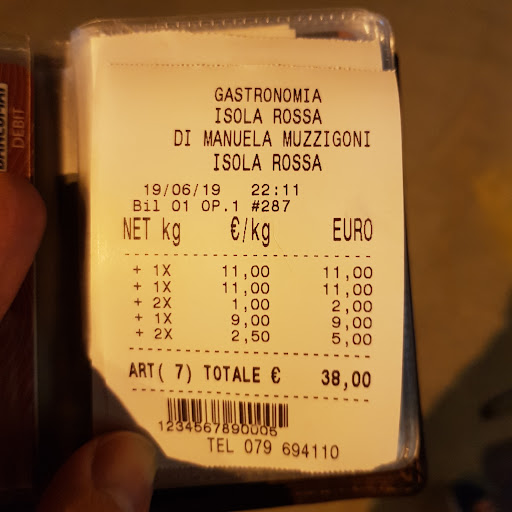 GASTRONOMIA
ISOLA ROSSA
DI MANUELA MUZZIGONI
ISOLA ROSSA
19/06/19 22:11
Bil 01 OP.1 #287
NET kg €/kg EURO
+ 1X 11,00 11,00
+ 1X 11,00 11,00
+ 2X 1,00 2,00
+ 1X 9,00 9,00
+ 2X 2,50 5,00
ART( 7) TOTALE € 38,00
1234567890006
TEL 079 694110
DEBIT